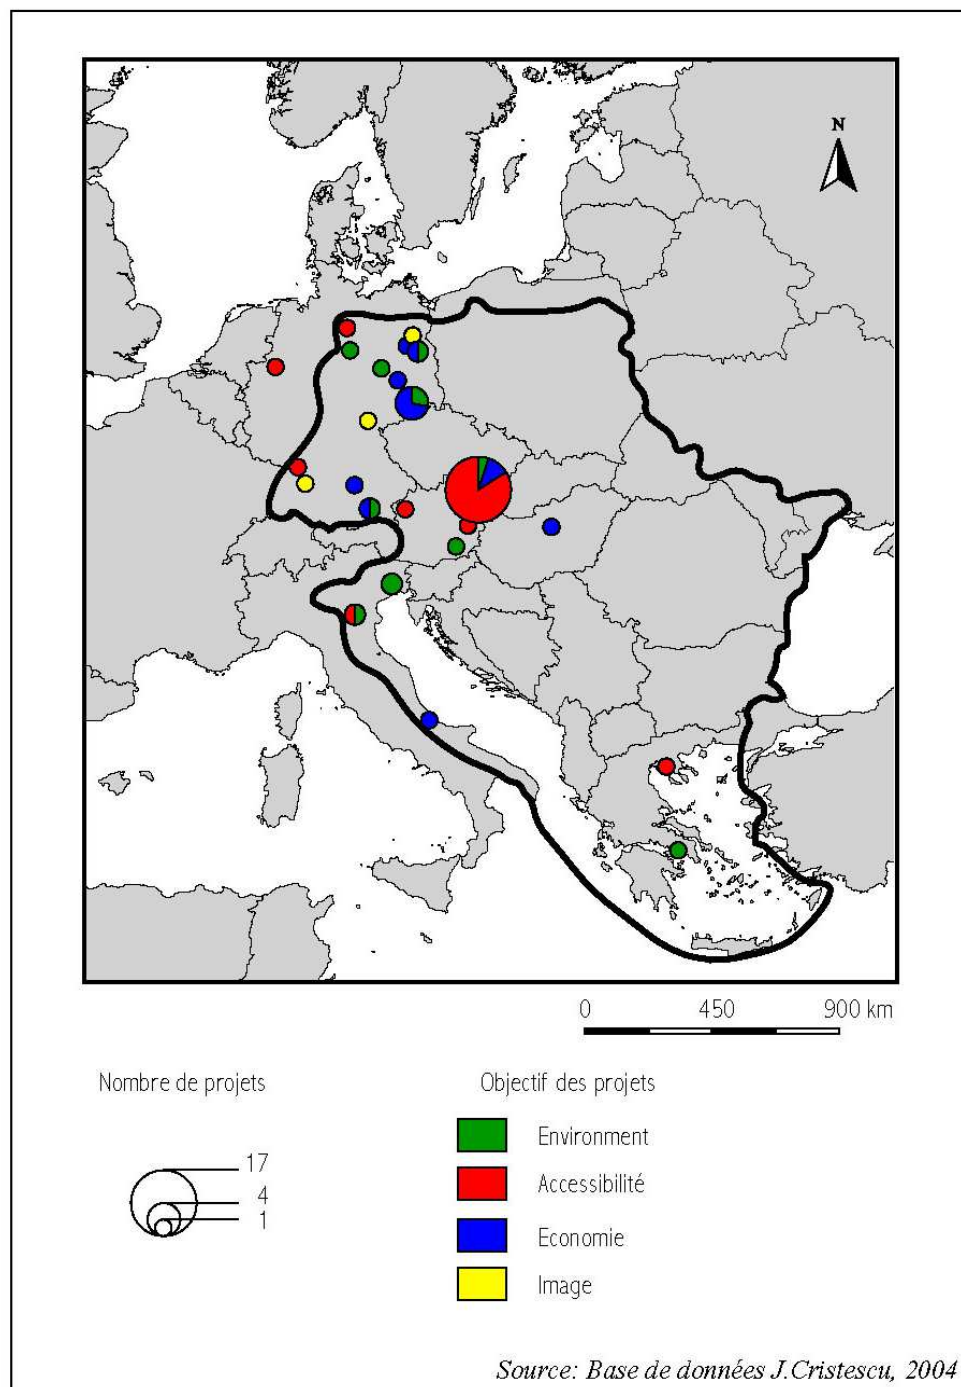 N
0 450 900 km
Nombre de projets
Objectif des projets
17
4
1
Environment
Accessibilité
Economie
Image
Source: Base de données J.Cristescu, 2004